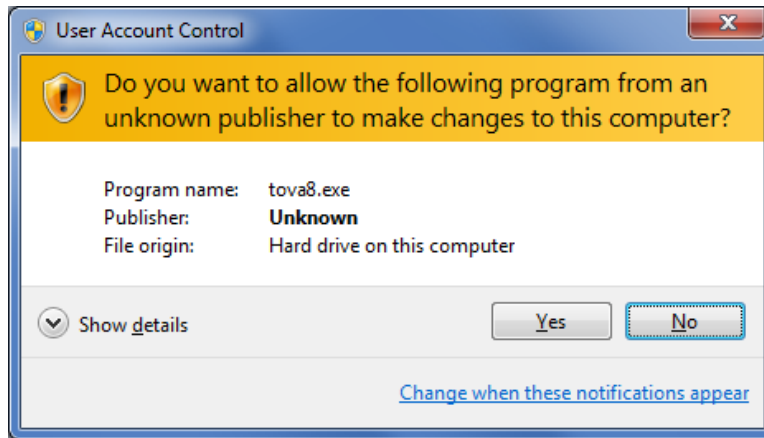 User Account Control
Do you want to allow the following program from an
unknown publisher to make changes to this computer?
Program name: tova8.exe
Publisher: Unknown
File origin: Hard drive on this computer
Show details
Yes
No
Change when these notifications appear